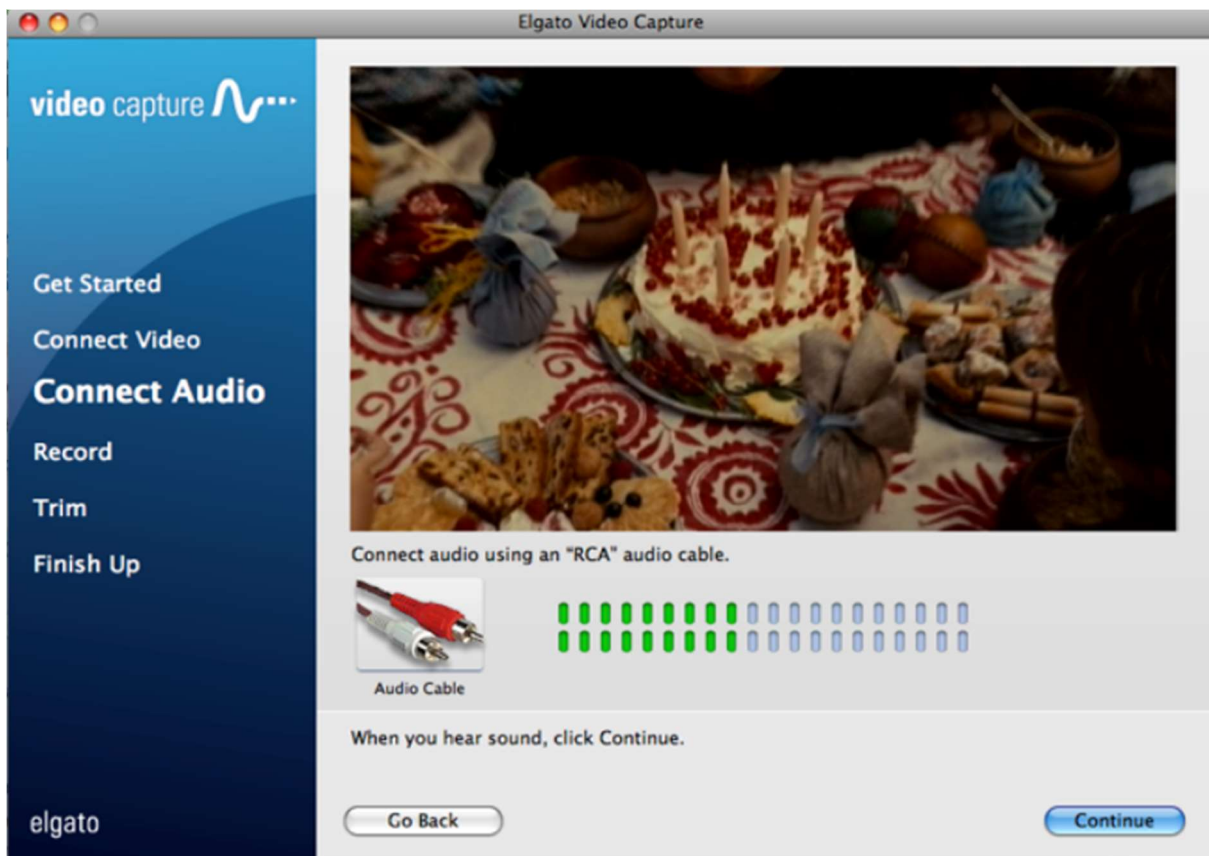 Elgato Video Capture
video capture
Get Started
Connect Video
Connect Audio
Record
Trim
Finish Up
elgato
Connect audio using an "RCA" audio cable.
Audio Cable
When you hear sound, click Continue.
Go Back
Continue